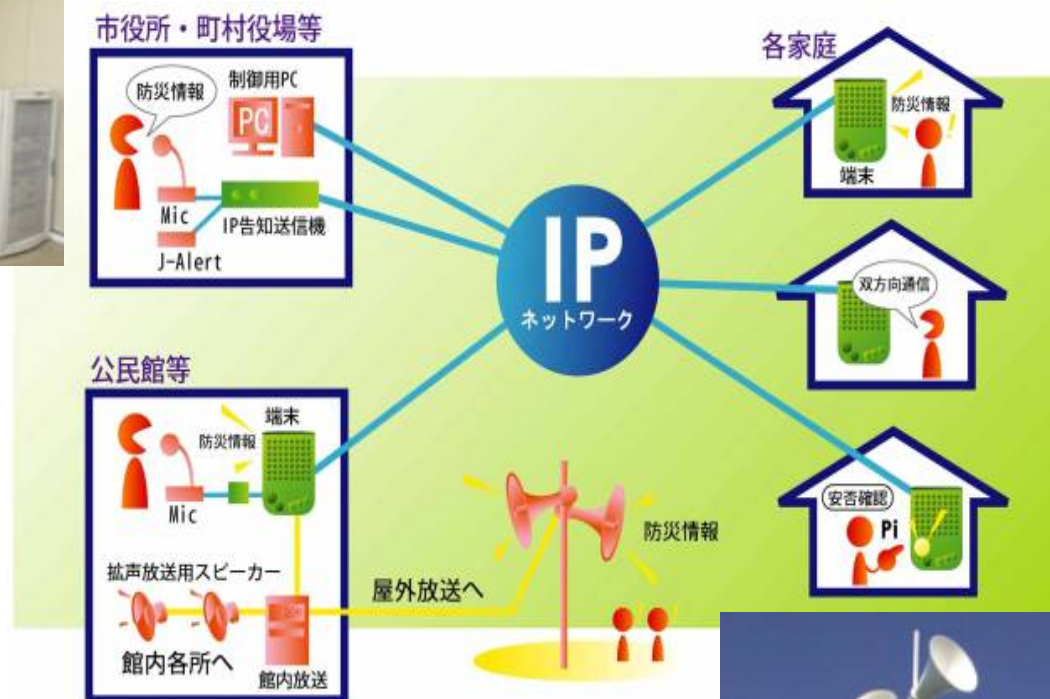 市役所・町村役場等
防災情報
制御用PC
PC
Mic
IP告知送信機
J-Alert
公民館等
端末
防災情報
Mic
拡声放送用スピーカー
館内各所へ
館内放送
屋外放送へ
防災情報
IP
ネットワーク
各家庭
防災情報
端末
双方向通信
安否確認
Pi